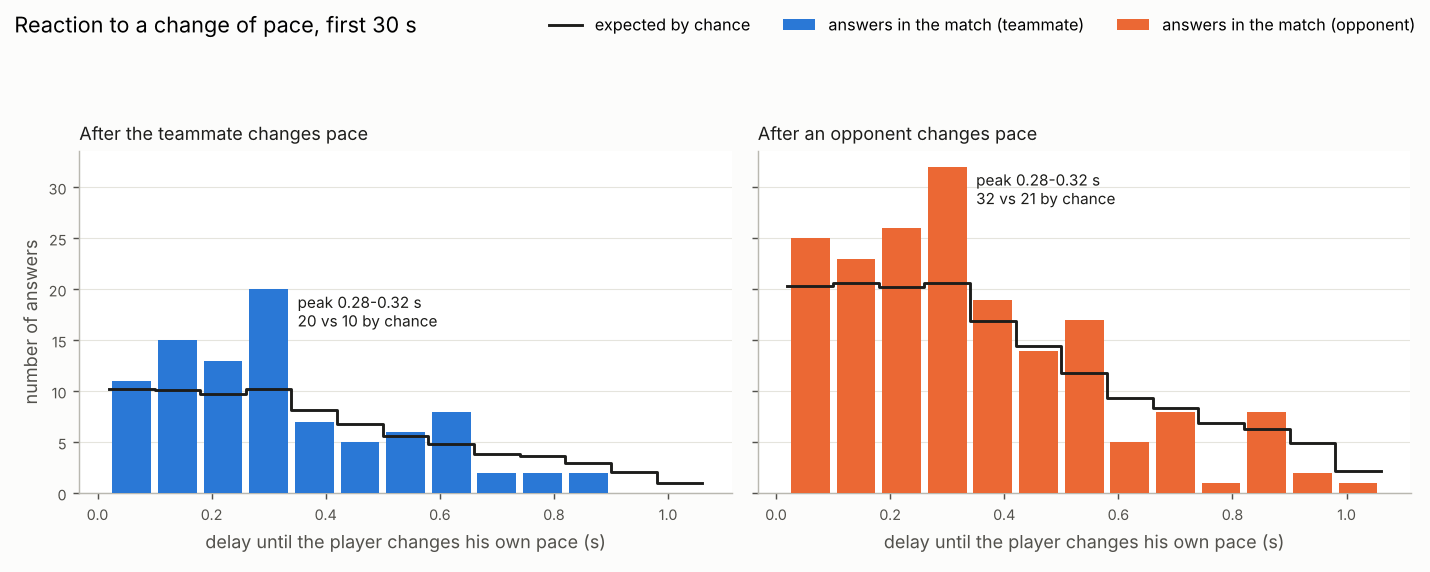 Reaction to a change of pace, first 30 s
expected by chance
answers in the match (teammate)
answers in the match (opponent)
After the teammate changes pace
number of answers
30
25
20
15
10
5
0
peak 0.28-0.32 s
20 vs 10 by chance
0.0
0.2
0.4
0.6
0.8
1.0
delay until the player changes his own pace (s)
After an opponent changes pace
peak 0.28-0.32 s
32 vs 21 by chance
0.0
0.2
0.4
0.6
0.8
1.0
delay until the player changes his own pace (s)